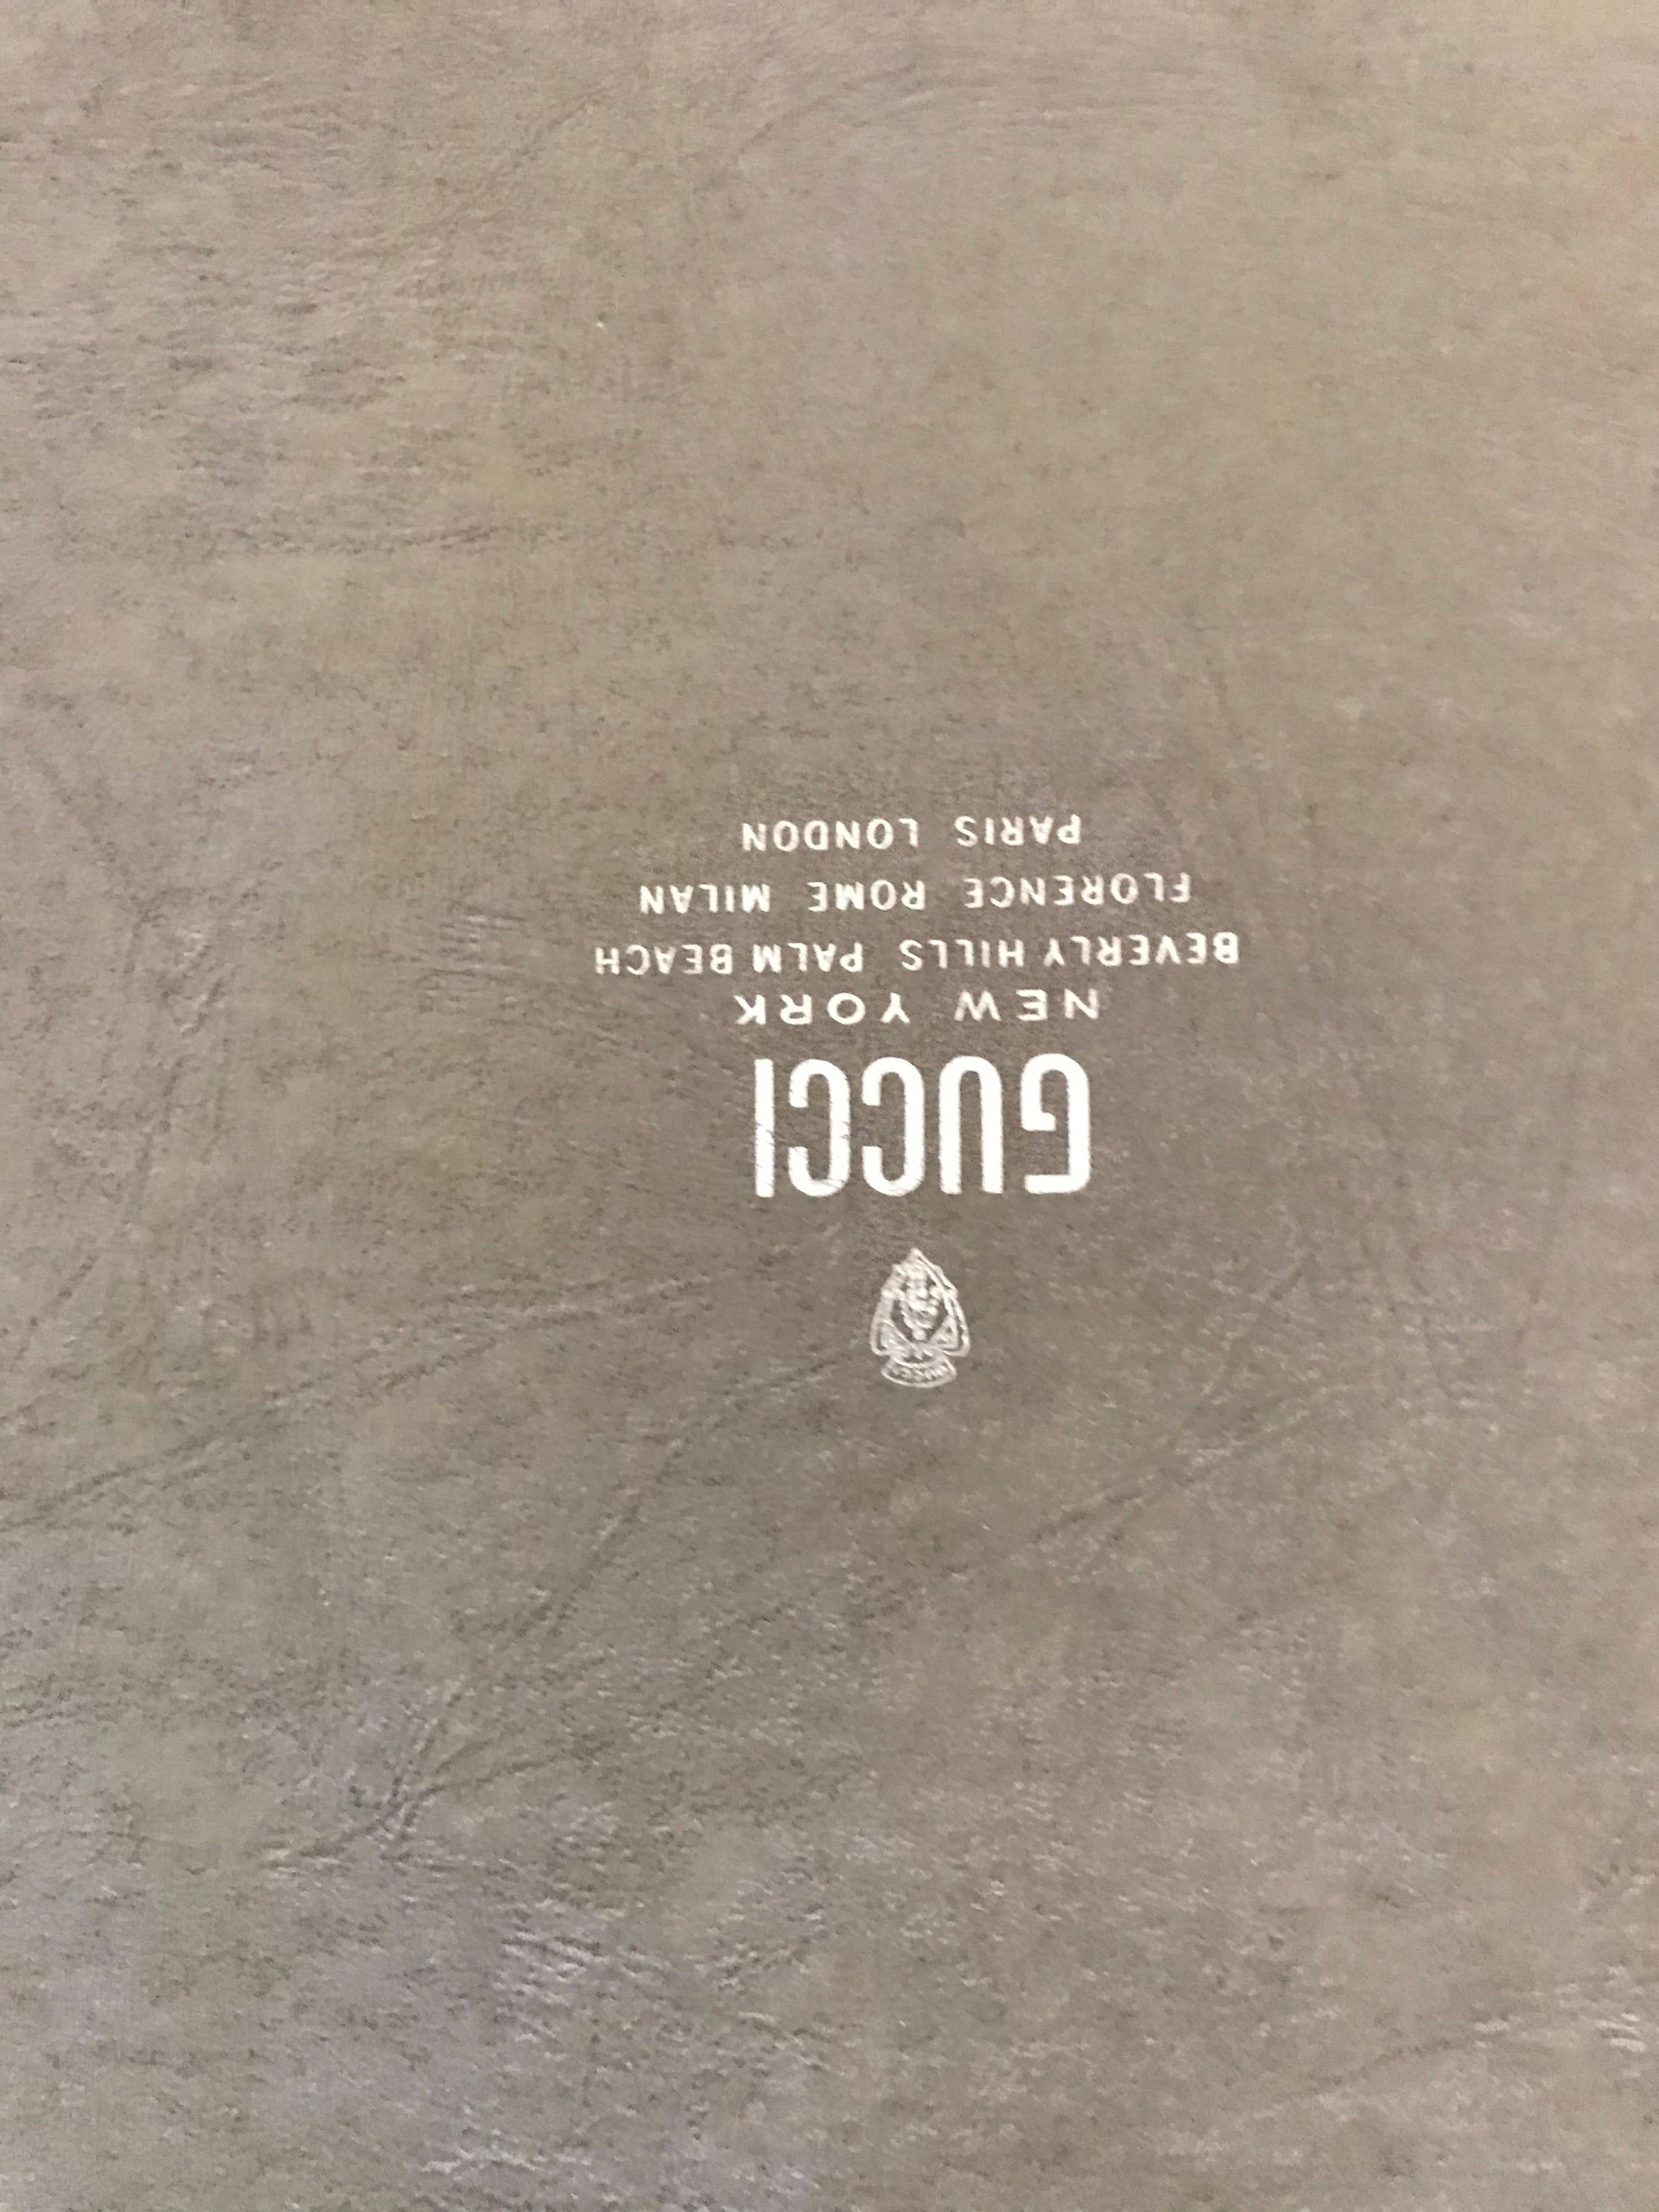 GUCCI
NEW YORK
BEVERLY HILLS PALM BEACH
FLORENCE ROME MILAN
PARIS LONDON